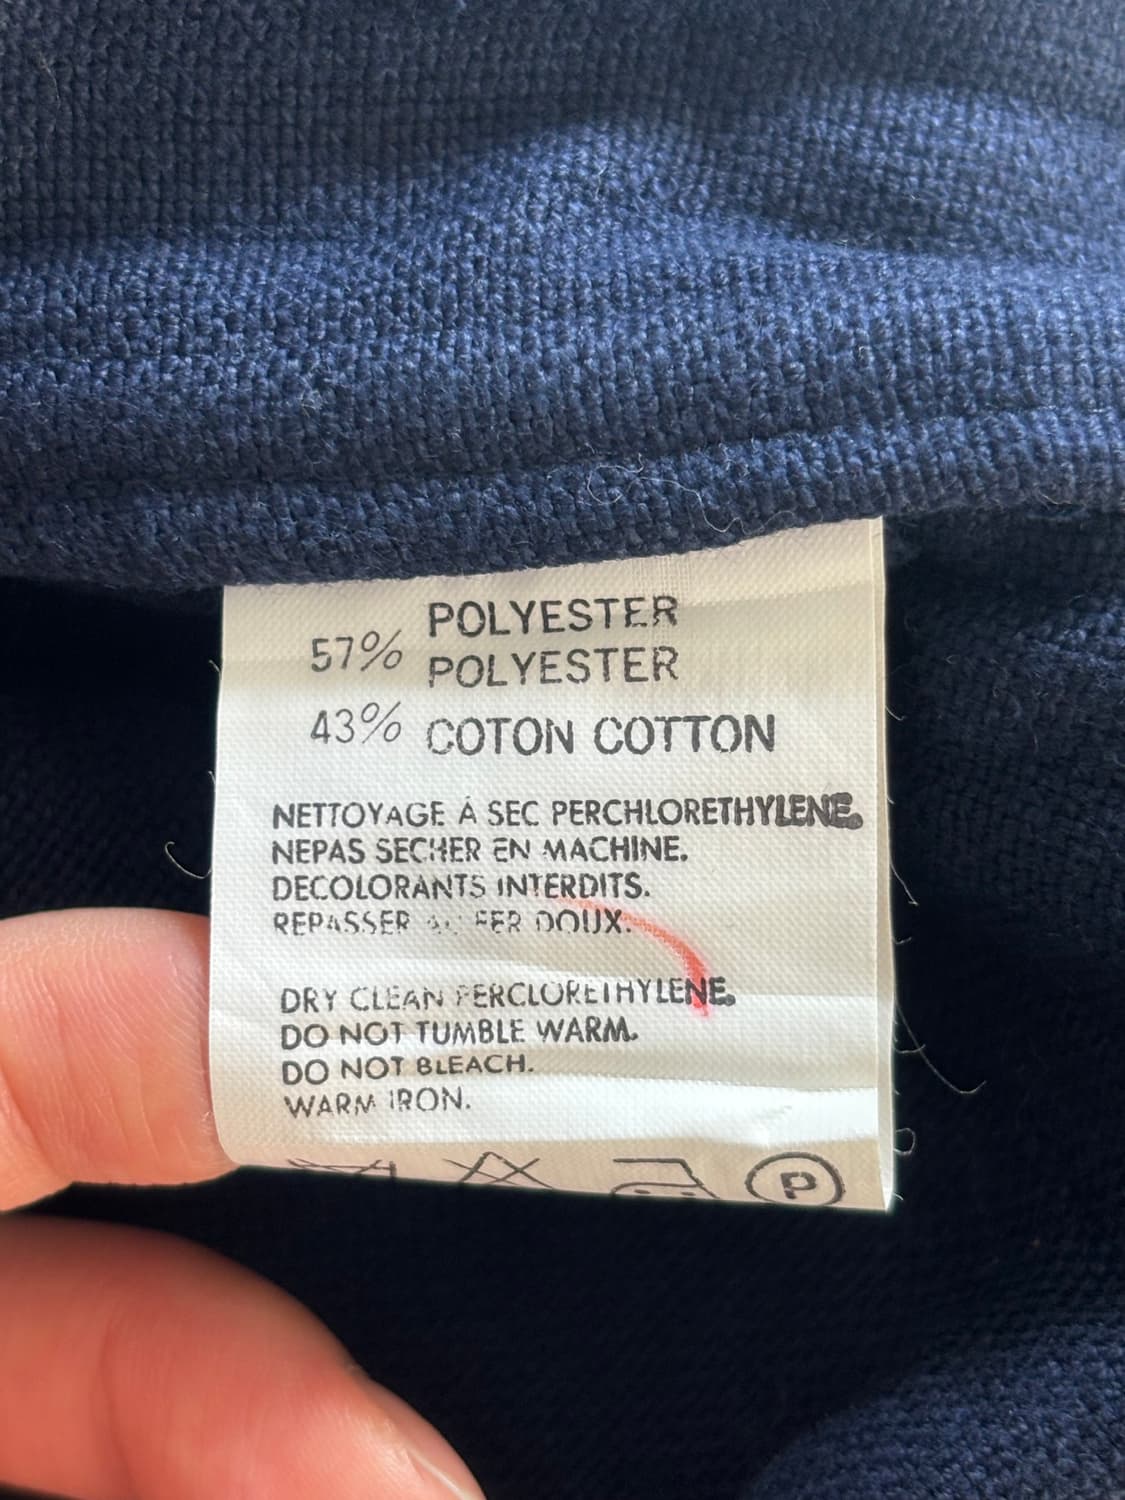 POLYESTER
57% POLYESTER
43% COTON COTTON
NETTOYAGE À SEC PERCHLORETHYLENE.
NEPAS SECHER EN MACHINE.
DECOLORANTS INTERDITS.
REPASSER AU FER DOUX.
DRY CLEAN PERCLORETHYLENE.
DO NOT TUMBLE WARM.
DO NOT BLEACH.
WARM IRON.
P